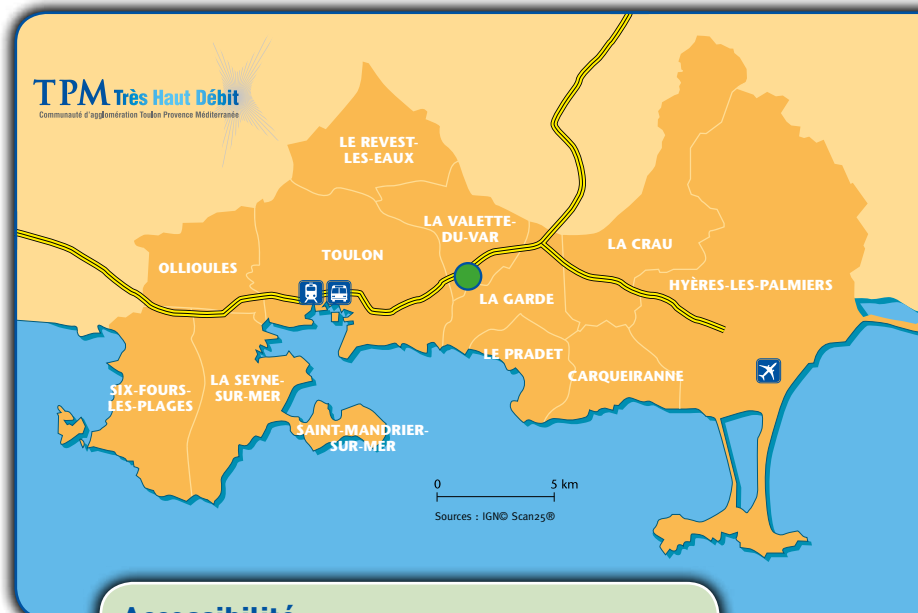 TPM Très Haut Débit
Communauté d'agglomération Toulon Provence Méditerranée
LE REVEST-
LES-EAUX
LA VALETTE-
DU-VAR
LA CRAU
TOULON
OLLIOULES
HYÈRES-LES-PALMIERS
LA GARDE
LE PRADET
CARQUEIRANNE
LA SEYNE-
SUR-MER
SIX-FOURS-
LES-PLAGES
SAINT-MANDRIER-
SUR-MER
0 5 km
Sources : IGN© Scan25®
Accessibilité